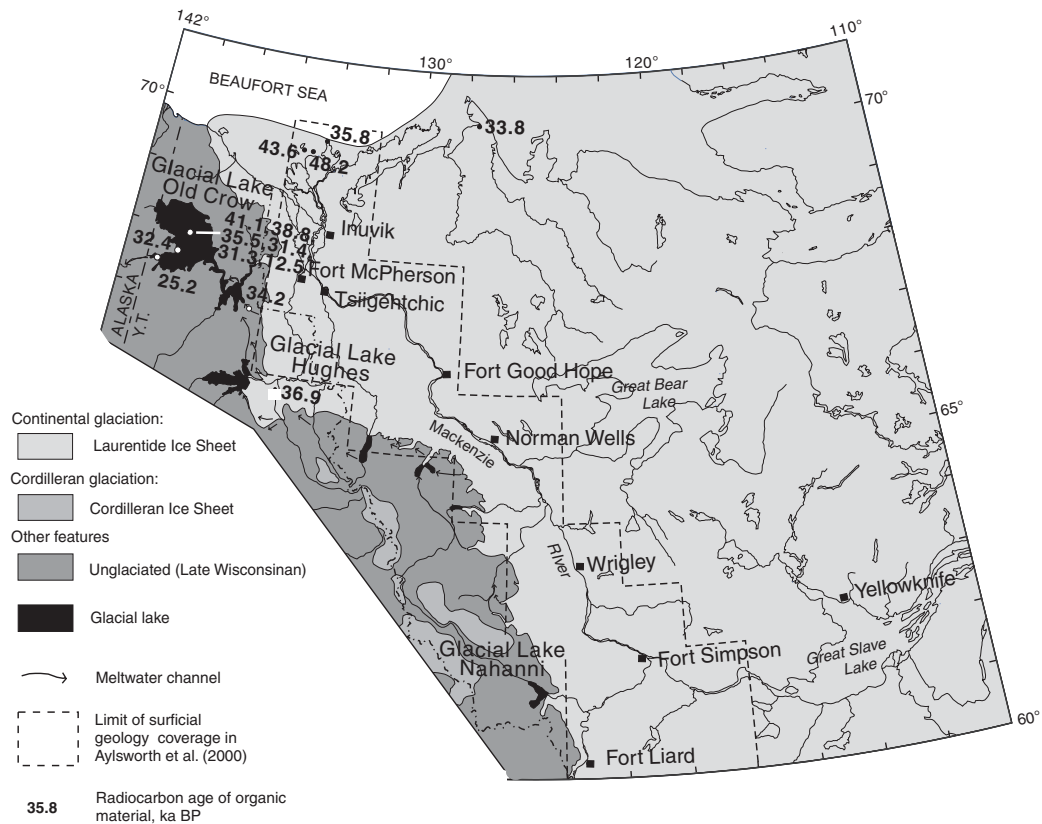 142°
110°
130°
120°
70°
70°
BEAUFORT SEA
35.8
33.8
43.6
48.2
Glacial Lake
Old Crow
41.1, 38.8
35.5, 31.4
31.3, 12.5
32.4
25.2
34.2
Inuvik
Fort McPherson
Tsiigehtchic
ALASKA
Y.T.
Glacial Lake
Hughes
36.9
Fort Good Hope
Great Bear
Lake
65°
Norman Wells
Mackenzie
River
Wrigley
Yellowknife
Glacial Lake
Nahanni
Fort Simpson
Great Slave
Lake
60°
Fort Liard
Continental glaciation:
Laurentide Ice Sheet
Cordilleran glaciation:
Cordilleran Ice Sheet
Other features
Unglaciated (Late Wisconsinan)
Glacial lake
Meltwater channel
Limit of surficial
geology coverage in
Aylsworth et al. (2000)
35.8
Radiocarbon age of organic
material, ka BP